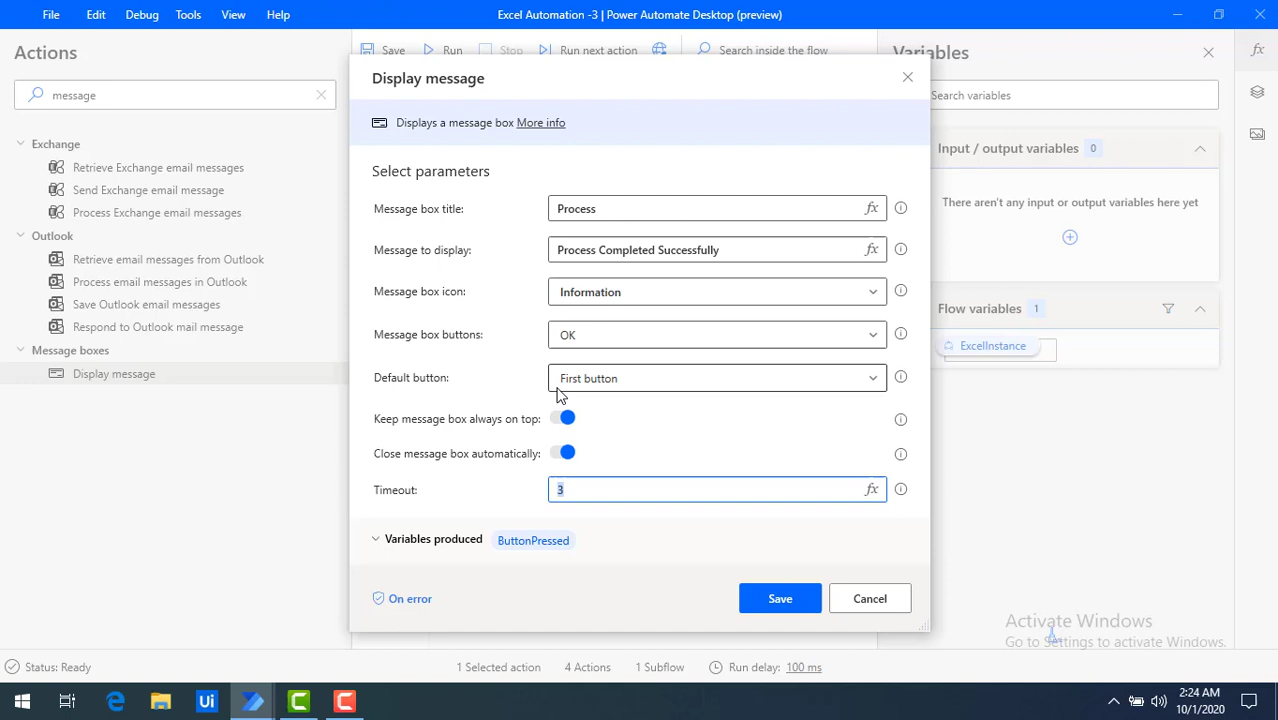 File Edit Debug Tools View Help Excel Automation -3 | Power Automate Desktop (preview)
Actions
message
Exchange
Retrieve Exchange email messages
Send Exchange email message
Process Exchange email messages
Outlook
Retrieve email messages from Outlook
Process email messages in Outlook
Save Outlook email messages
Respond to Outlook mail message
Message boxes
Display message
Save Run Stop Run next action Search inside the flow
Display message
Displays a message box More info
Select parameters
Message box title: Process fx
Message to display: Process Completed Successfully fx
Message box icon: Information
Message box buttons: OK
Default button: First button
Keep message box always on top:
Close message box automatically:
Timeout: 3 fx
Variables produced ButtonPressed
On error Save Cancel
Variables fx
Search variables
Input / output variables 0
There aren't any input or output variables here yet
Flow variables 1
ExcelInstance
Activate Windows
Go to Settings to activate Windows.
Status: Ready 1 Selected action 4 Actions 1 Subflow Run delay: 100 ms
Ui
2:24 AM
10/1/2020